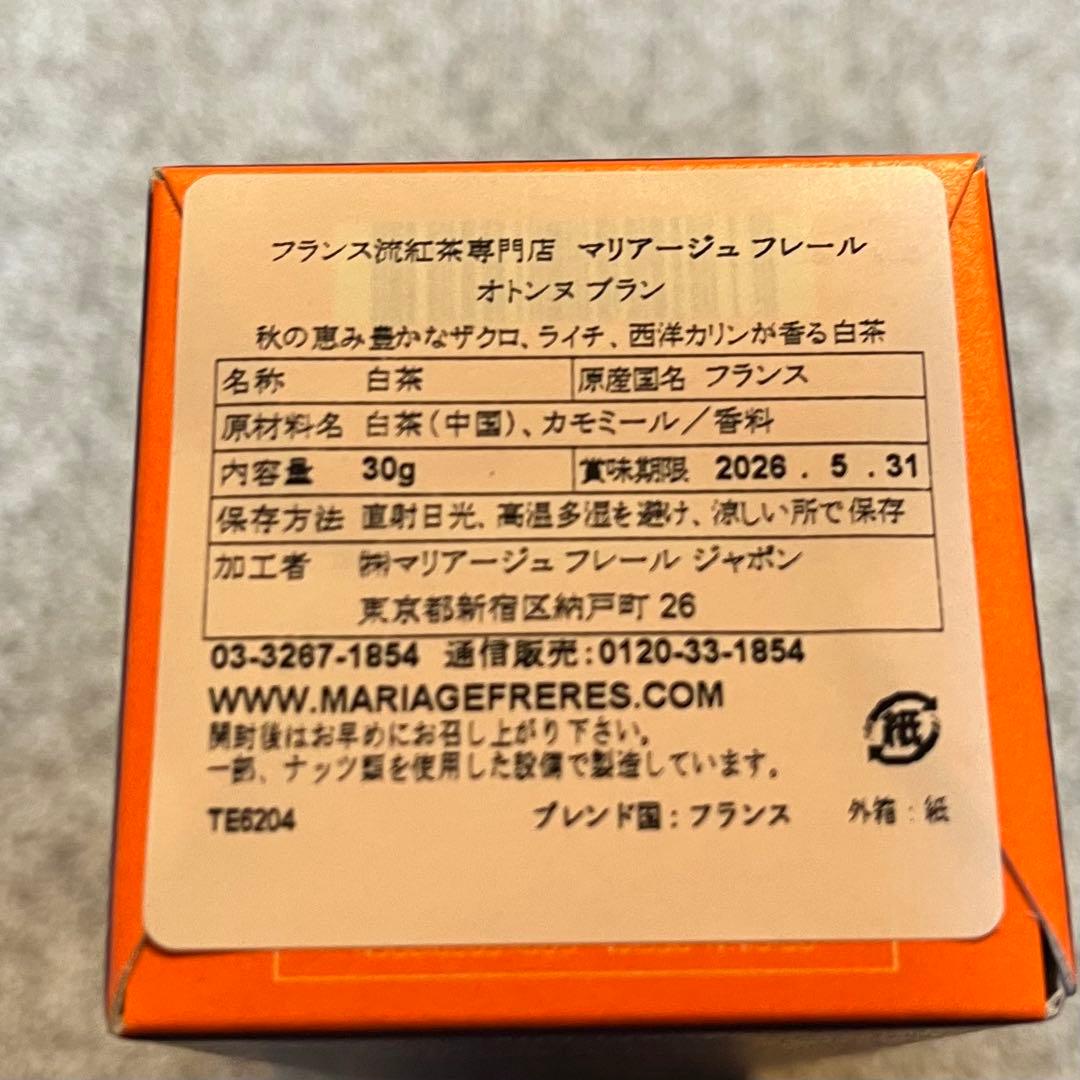 フランス流紅茶専門店 マリアージュ フレール
オトンヌ ブラン
秋の恵み豊かなザクロ、ライチ、西洋カリンが香る白茶
名称 白茶 原産国名 フランス
原材料名 白茶(中国)、カモミール/香料
内容量 30g 賞味期限 2026 . 5 . 31
保存方法 直射日光、高温多湿を避け、涼しい所で保存
加工者 ㈱マリアージュ フレール ジャポン
東京都新宿区納戸町 26
03-3267-1854 通信販売:0120-33-1854
WWW.MARIAGEFRERES.COM
開封後はお早めにお召し上がり下さい。
一部、ナッツ類を使用した設備で製造しています。
紙
TE6204 ブレンド国:フランス 外箱:紙